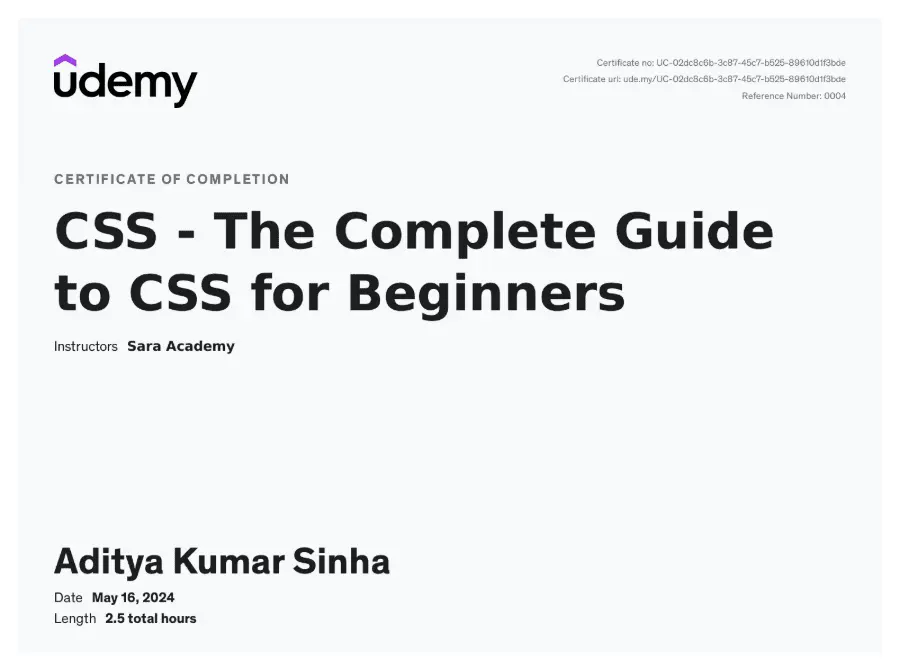 udemy
Certificate no: UC-02dc8c6b-3c87-45c7-b525-89610d1f3bde
Certificate url: ude.my/UC-02dc8c6b-3c87-45c7-b525-89610d1f3bde
Reference Number: 0004
CERTIFICATE OF COMPLETION
CSS - The Complete Guide
to CSS for Beginners
Instructors Sara Academy
Aditya Kumar Sinha
Date May 16, 2024
Length 2.5 total hours